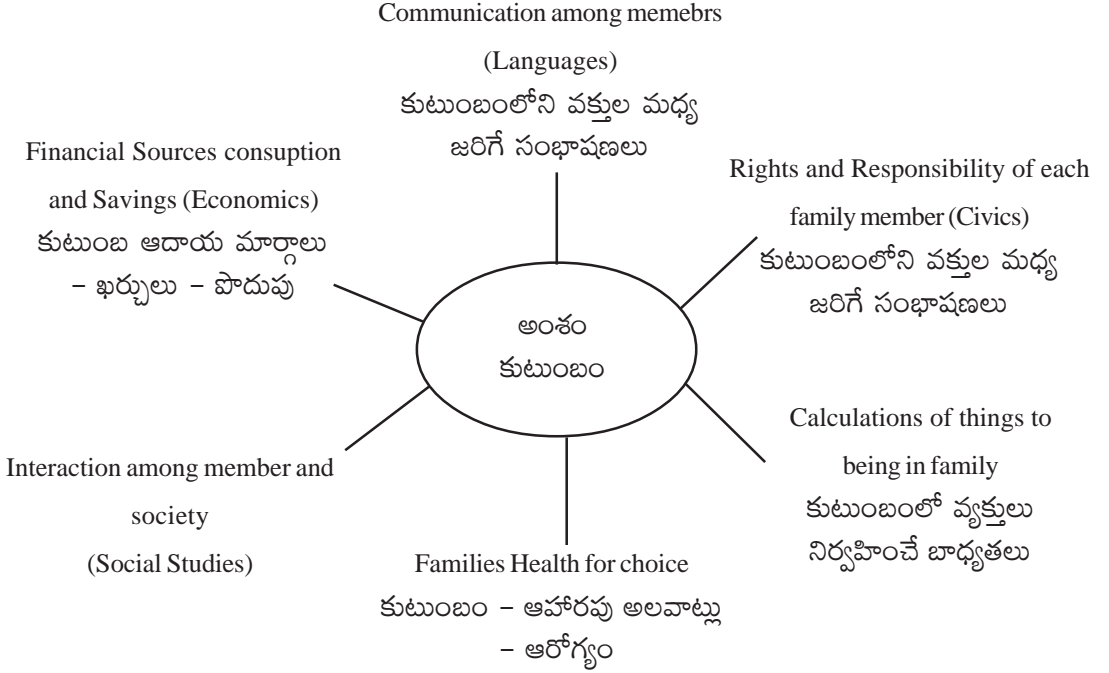 Communication among memebrs
(Languages)
కుటుంబంలోని వక్తుల మధ్య
జరిగే సంభాషణలు
Financial Sources consuption
and Savings (Economics)
కుటుంబ ఆదాయ మార్గాలు
– ఖర్చులు – పొదుపు
Rights and Responsibility of each
family member (Civics)
కుటుంబంలోని వక్తుల మధ్య
జరిగే సంభాషణలు
అంశం
కుటుంబం
Interaction among member and
society
(Social Studies)
Calculations of things to
being in family
కుటుంబంలో వ్యక్తులు
నిర్వహించే బాధ్యతలు
Families Health for choice
కుటుంబం – ఆహారపు అలవాట్లు
– ఆరోగ్యం